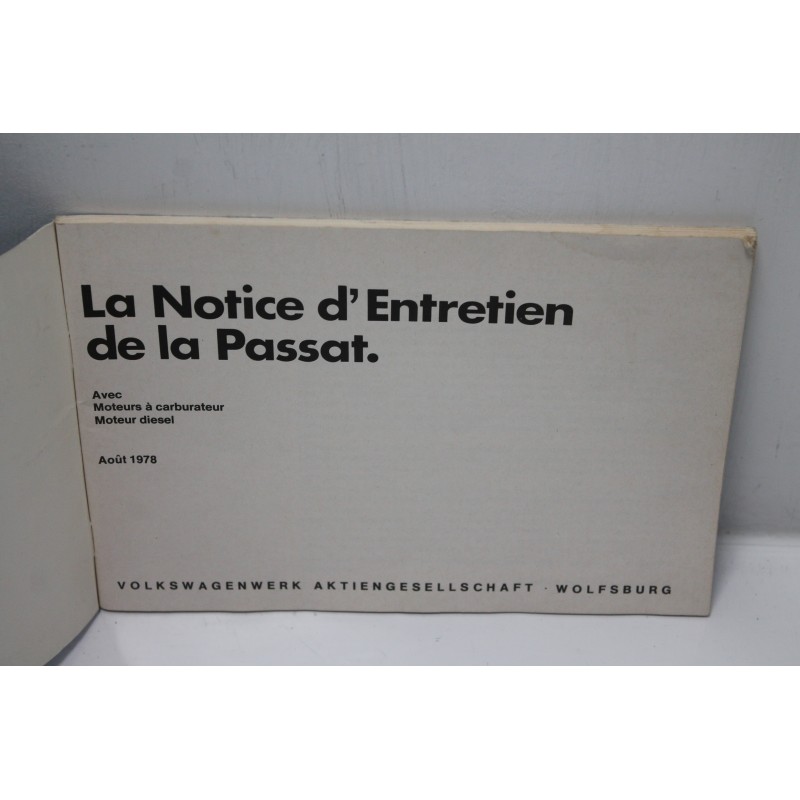 La Notice d'Entretien
de la Passat.
Avec
Moteurs à carburateur
Moteur diesel
Août 1978
VOLKSWAGENWERK AKTIENGESELLSCHAFT · WOLFSBURG